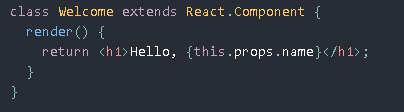 class Welcome extends React.Component {
  render() {
    return <h1>Hello, {this.props.name}</h1>;
  }
}